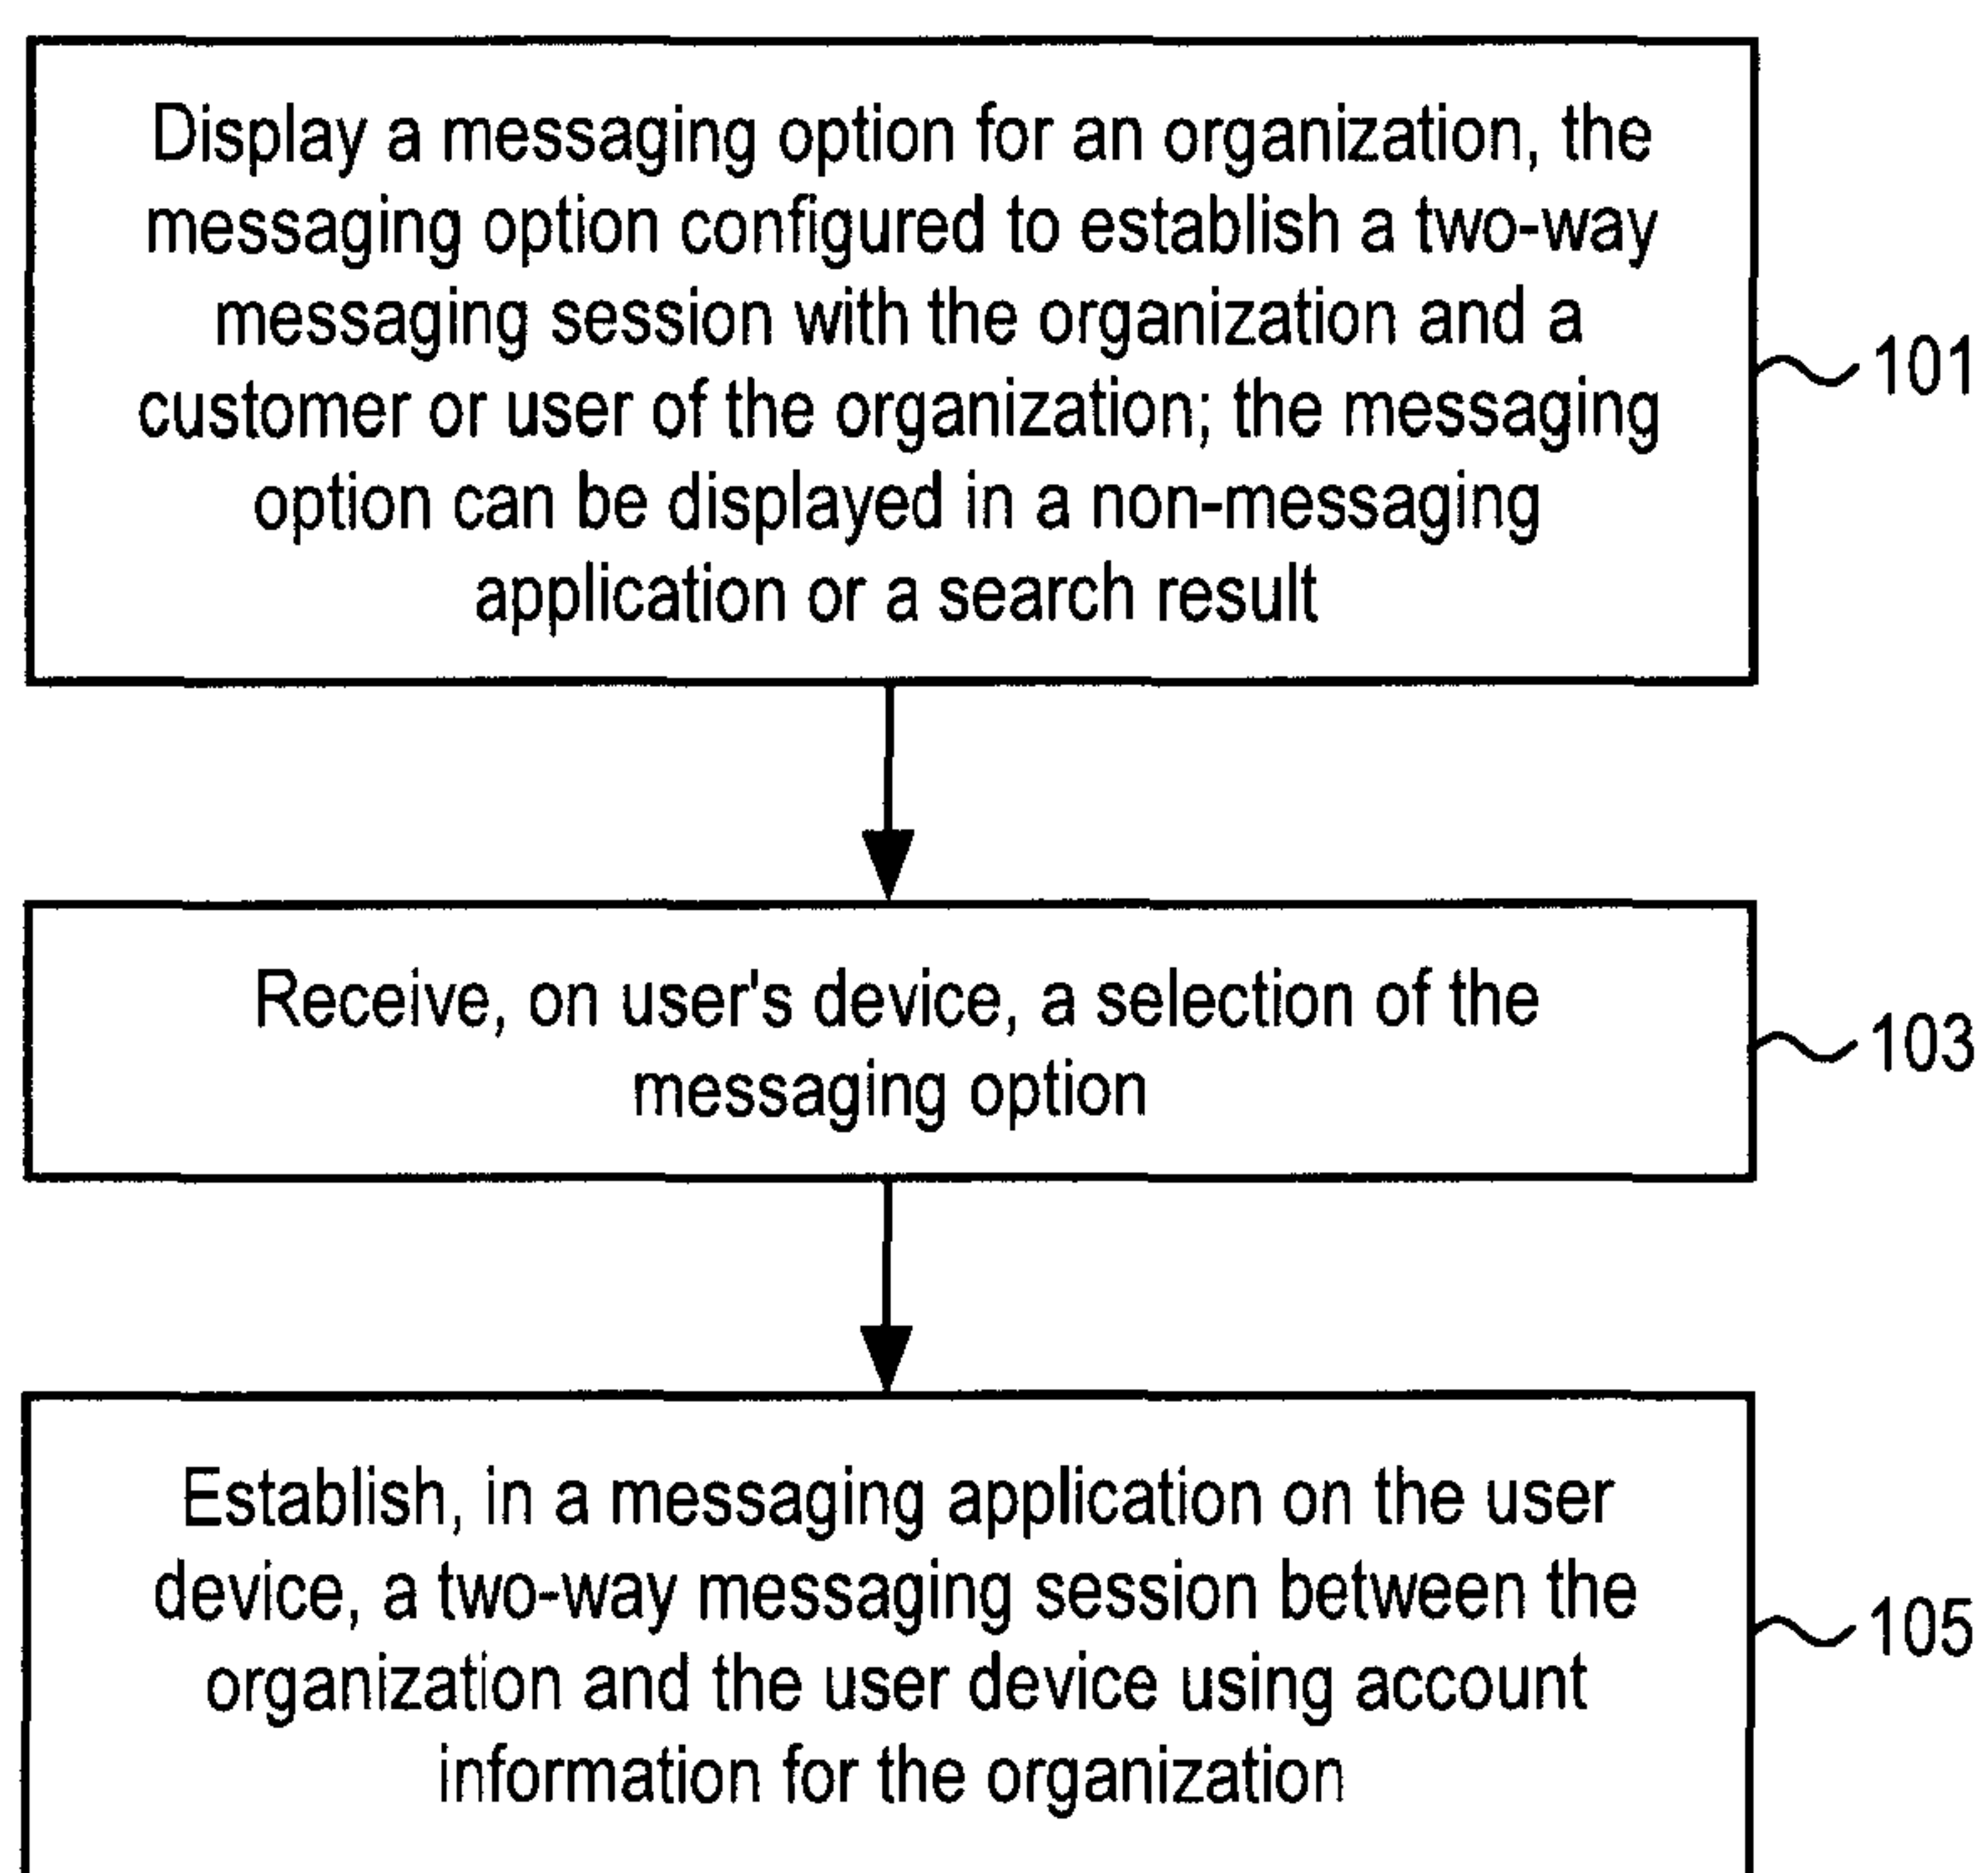 Display a messaging option for an organization, the
messaging option configured to establish a two-way
messaging session with the organization and a
customer or user of the organization; the messaging
option can be displayed in a non-messaging
application or a search result
101
Receive, on user's device, a selection of the
messaging option
103
Establish, in a messaging application on the user
device, a two-way messaging session between the
organization and the user device using account
information for the organization
105